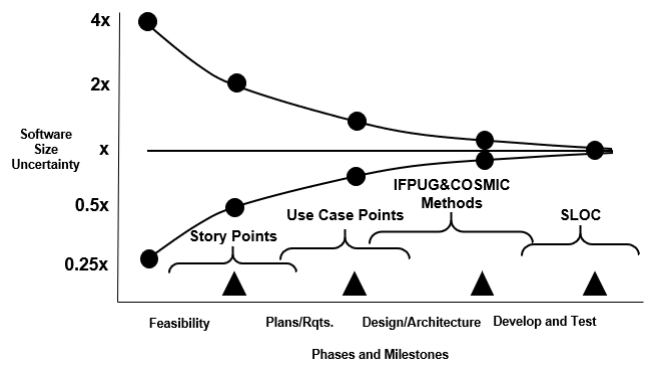 4x
2x
Software
Size
Uncertainty
x
0.5x
0.25x
IFPUG&COSMIC
Methods
Use Case Points
SLOC
Story Points
Feasibility
Plans/Rqts.
Design/Architecture
Develop and Test
Phases and Milestones